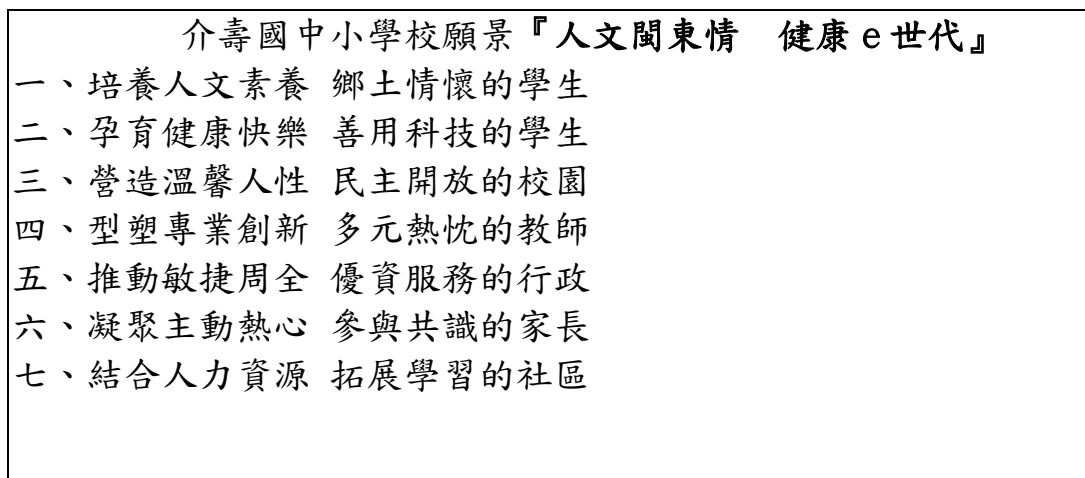 介壽國中小學校願景『人文閩東情　健康e世代』
一、培養人文素養 鄉土情懷的學生
二、孕育健康快樂 善用科技的學生
三、營造溫馨人性 民主開放的校園
四、型塑專業創新 多元熱忱的教師
五、推動敏捷周全 優資服務的行政
六、凝聚主動熱心 參與共識的家長
七、結合人力資源 拓展學習的社區